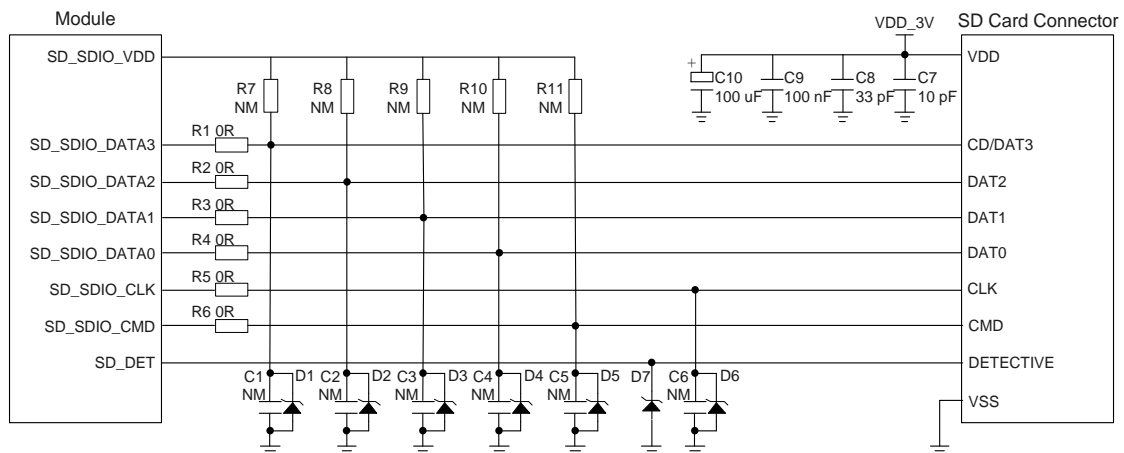 Module
VDD_3V
SD Card Connector
SD_SDIO_VDD
VDD
R7
NM
R8
NM
R9
NM
R10
NM
R11
NM
+
C10
100 uF
C9
100 nF
C8
33 pF
C7
10 pF
R1 0R
SD_SDIO_DATA3
CD/DAT3
R2 0R
SD_SDIO_DATA2
DAT2
R3 0R
SD_SDIO_DATA1
DAT1
R4 0R
SD_SDIO_DATA0
DAT0
R5 0R
SD_SDIO_CLK
CLK
R6 0R
SD_SDIO_CMD
CMD
SD_DET
DETECTIVE
C1
NM
D1
C2
NM
D2
C3
NM
D3
C4
NM
D4
C5
NM
D5
D7
C6
NM
D6
VSS